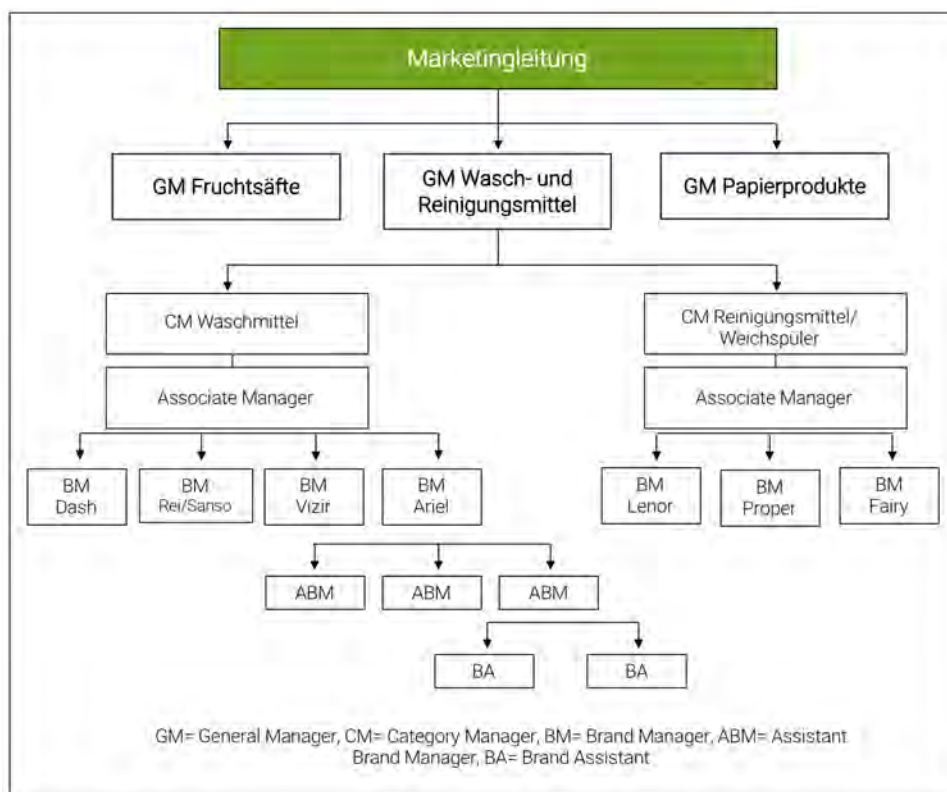 Marketingleitung
GM Fruchtsäfte
GM Wasch- und
Reinigungsmittel
GM Papierprodukte
CM Waschmittel
CM Reinigungsmittel/
Weichspüler
Associate Manager
Associate Manager
BM
Dash
BM
Rei/Sanso
BM
Vizir
BM
Ariel
BM
Lenor
BM
Proper
BM
Fairy
ABM
ABM
ABM
BA
BA
GM= General Manager, CM= Category Manager, BM= Brand Manager, ABM= Assistant
Brand Manager, BA= Brand Assistant